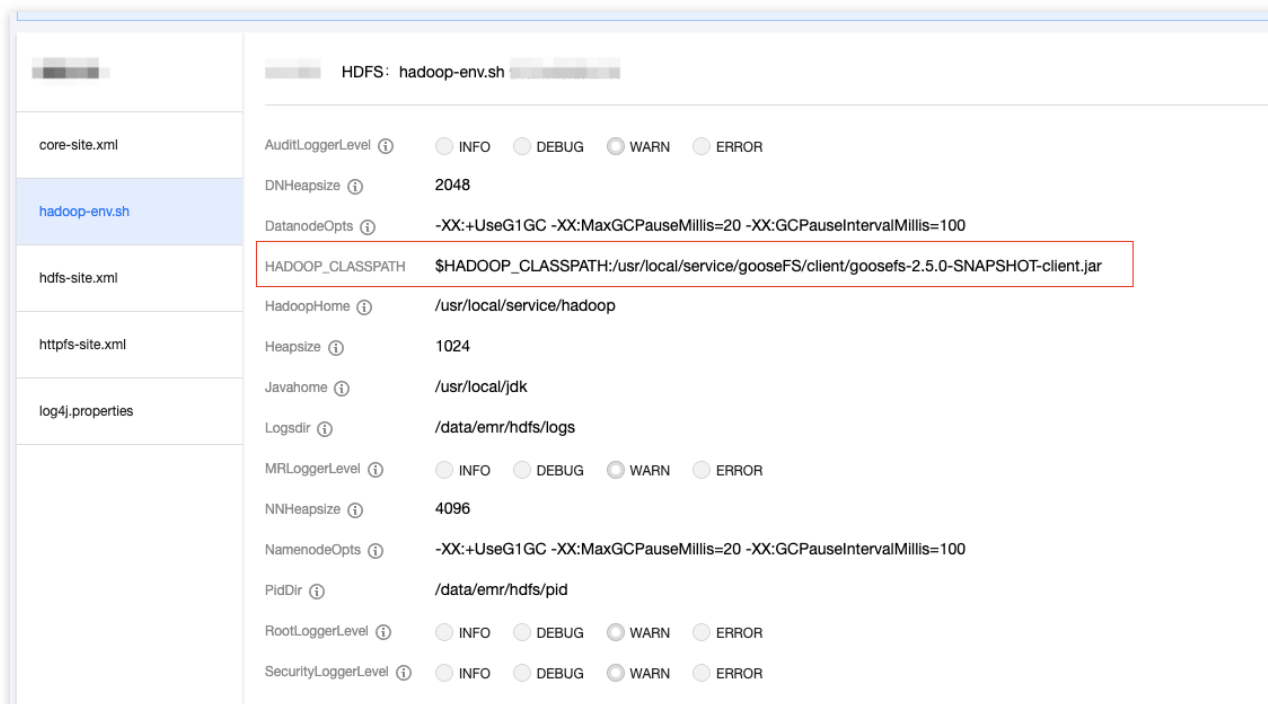 HDFS：hadoop-env.sh
core-site.xml
hadoop-env.sh
hdfs-site.xml
httpfs-site.xml
log4j.properties
AuditLoggerLevel INFO DEBUG WARN ERROR
DNHeapsize 2048
DatanodeOpts -XX:+UseG1GC -XX:MaxGCPauseMillis=20 -XX:GCPauseIntervalMillis=100
HADOOP_CLASSPATH $HADOOP_CLASSPATH:/usr/local/service/gooseFS/client/goosefs-2.5.0-SNAPSHOT-client.jar
HadoopHome /usr/local/service/hadoop
Heapsize 1024
Javahome /usr/local/jdk
Logsdir /data/emr/hdfs/logs
MRLoggerLevel INFO DEBUG WARN ERROR
NNHeapsize 4096
NamenodeOpts -XX:+UseG1GC -XX:MaxGCPauseMillis=20 -XX:GCPauseIntervalMillis=100
PidDir /data/emr/hdfs/pid
RootLoggerLevel INFO DEBUG WARN ERROR
SecurityLoggerLevel INFO DEBUG WARN ERROR